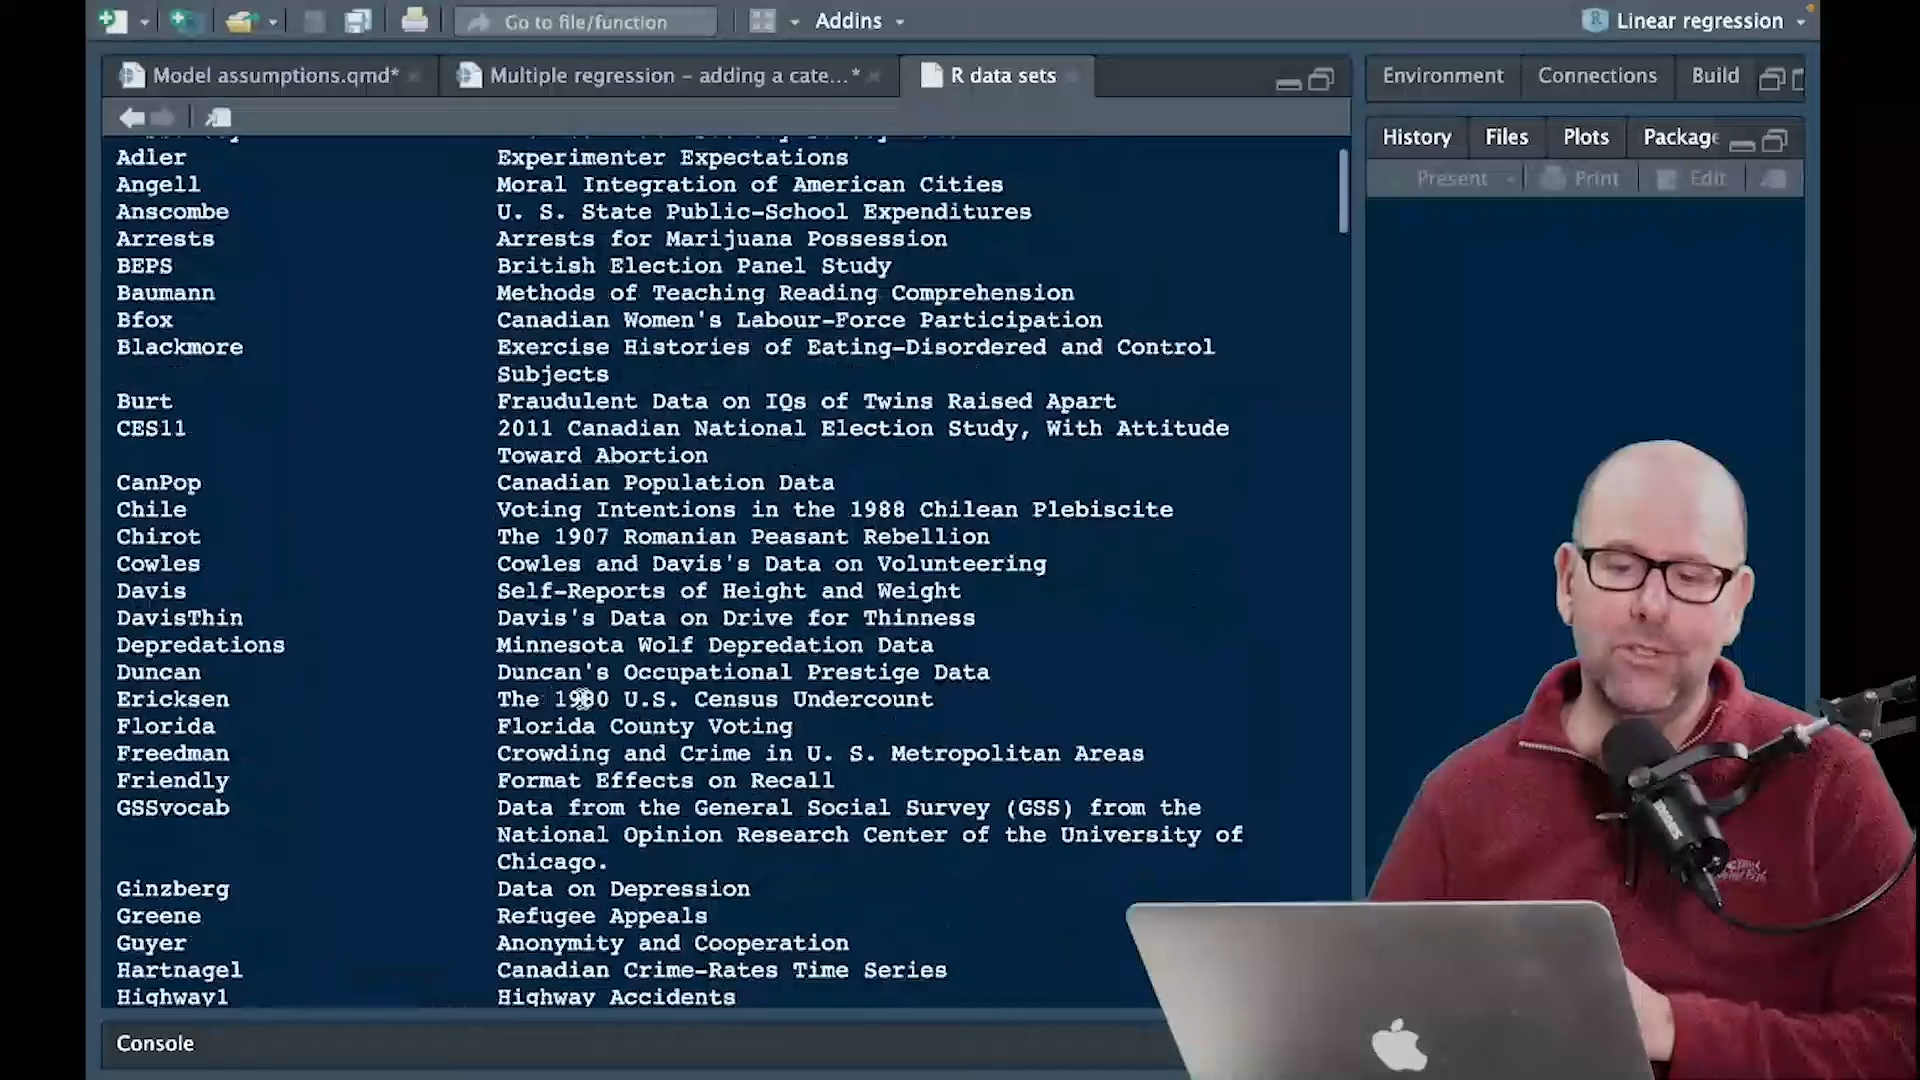 Go to file/function
Addins
Linear regression
Model assumptions.qmd*
Multiple regression – adding a cate...*
R data sets
Environment
Connections
Build
History
Files
Plots
Package
Present
Print
Edit
Adler Experimenter Expectations
Angell Moral Integration of American Cities
Anscombe U. S. State Public-School Expenditures
Arrests Arrests for Marijuana Possession
BEPS British Election Panel Study
Baumann Methods of Teaching Reading Comprehension
Bfox Canadian Women's Labour-Force Participation
Blackmore Exercise Histories of Eating-Disordered and Control
Subjects
Burt Fraudulent Data on IQs of Twins Raised Apart
CES11 2011 Canadian National Election Study, With Attitude
Toward Abortion
CanPop Canadian Population Data
Chile Voting Intentions in the 1988 Chilean Plebiscite
Chirot The 1907 Romanian Peasant Rebellion
Cowles Cowles and Davis's Data on Volunteering
Davis Self-Reports of Height and Weight
DavisThin Davis's Data on Drive for Thinness
Depredations Minnesota Wolf Depredation Data
Duncan Duncan's Occupational Prestige Data
Ericksen The 1980 U.S. Census Undercount
Florida Florida County Voting
Freedman Crowding and Crime in U. S. Metropolitan Areas
Friendly Format Effects on Recall
GSSvocab Data from the General Social Survey (GSS) from the
National Opinion Research Center of the University of
Chicago.
Ginzberg Data on Depression
Greene Refugee Appeals
Guyer Anonymity and Cooperation
Hartnagel Canadian Crime-Rates Time Series
Highway1 Highway Accidents
Console